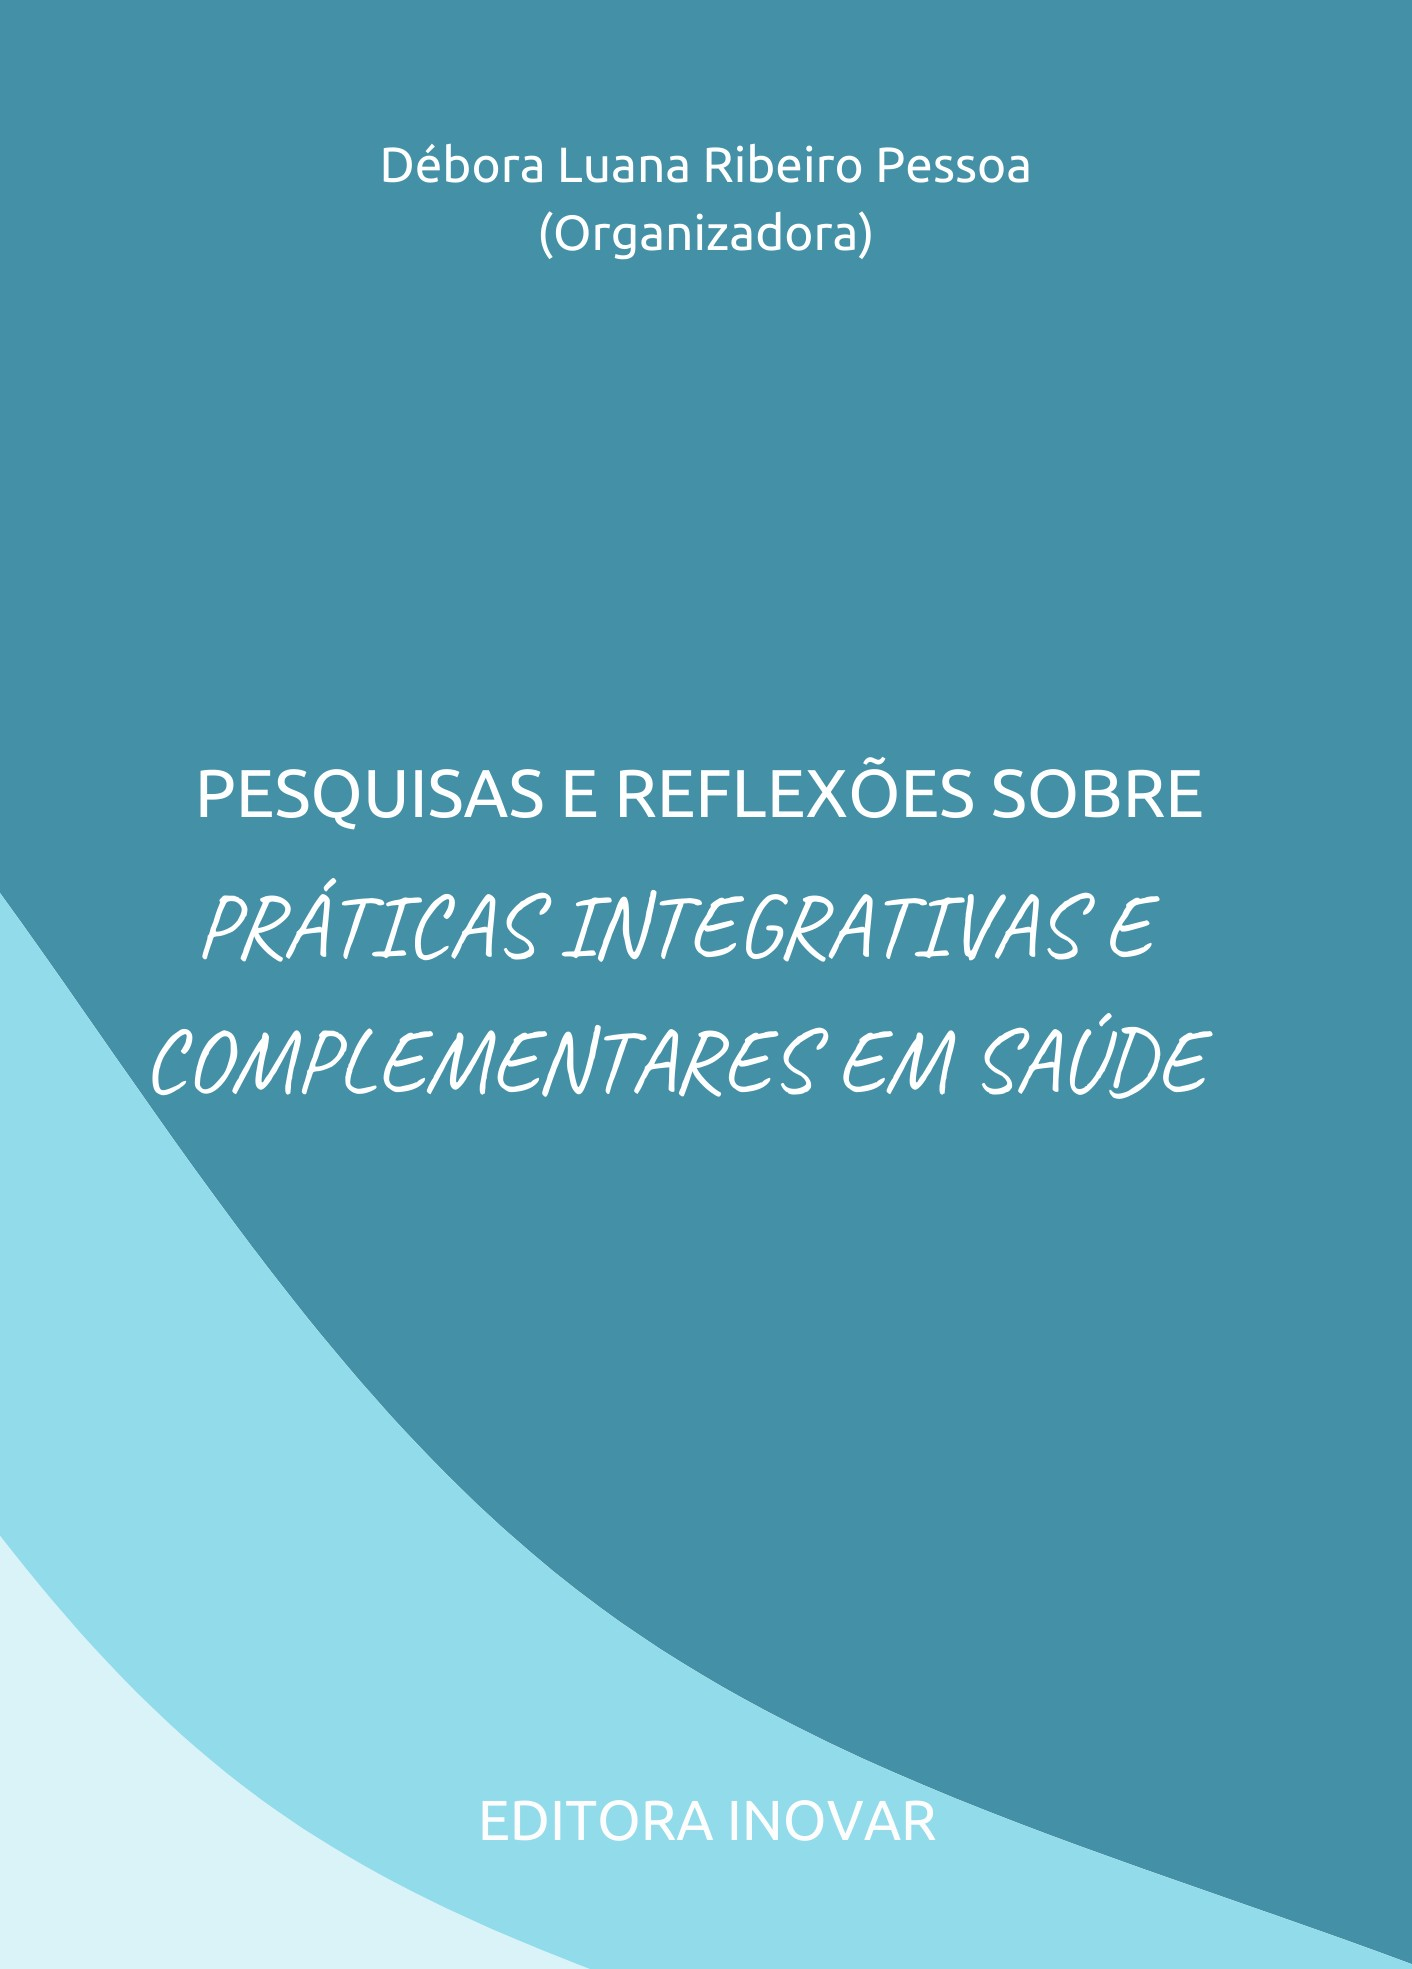 Débora Luana Ribeiro Pessoa
(Organizadora)
PESQUISAS E REFLEXÕES SOBRE
PRÁTICAS INTEGRATIVAS E
COMPLEMENTARES EM SAÚDE
EDITORA INOVAR